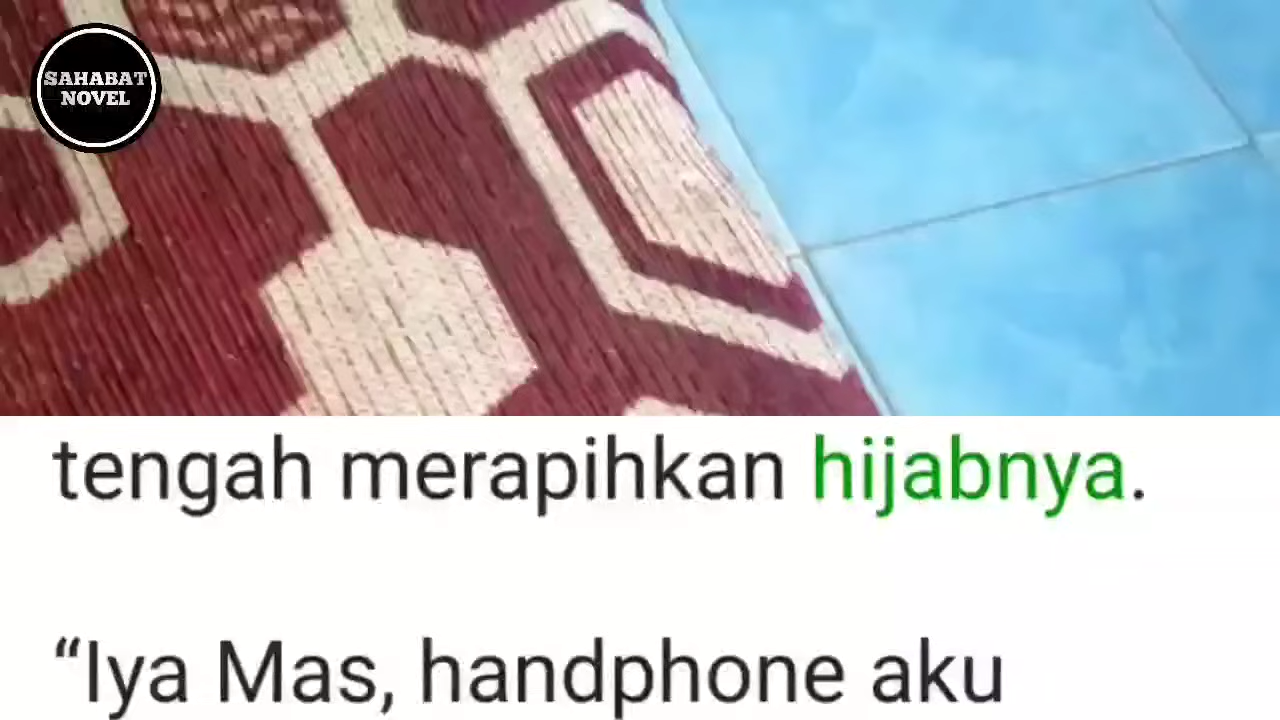 SAHABAT
NOVEL
tengah merapihkan hijabnya.
“Iya Mas, handphone aku